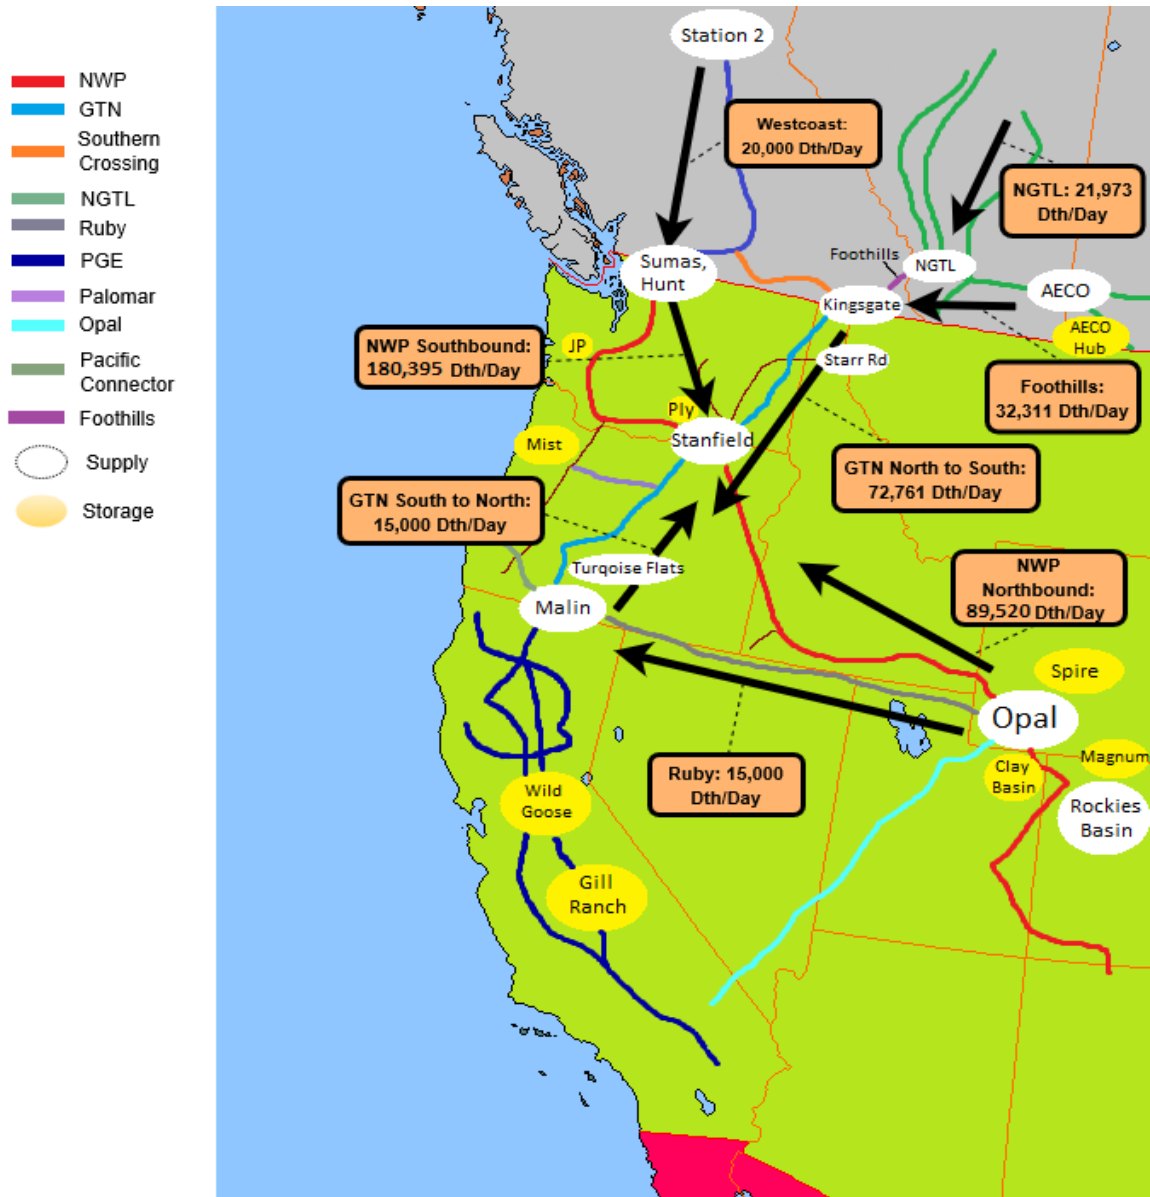 NWP
GTN
Southern
Crossing
NGTL
Ruby
PGE
Palomar
Opal
Pacific
Connector
Foothills
Supply
Storage
Station 2
Westcoast:
20,000 Dth/Day
NGTL: 21,973
Dth/Day
Sumas,
Hunt
Foothills
NGTL
AECO
Kingsgate
AECO
Hub
NWP Southbound:
180,395 Dth/Day
JP
Starr Rd
Foothills:
32,311 Dth/Day
Ply
Stanfield
Mist
GTN North to South:
72,761 Dth/Day
GTN South to North:
15,000 Dth/Day
Turqoise Flats
Malin
NWP
Northbound:
89,520 Dth/Day
Spire
Opal
Ruby: 15,000
Dth/Day
Clay
Basin
Magnum
Rockies
Basin
Wild
Goose
Gill
Ranch